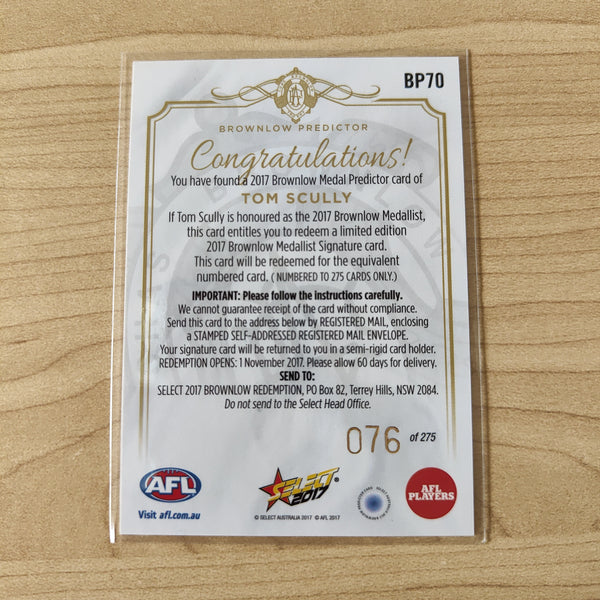 BP70
BROWNLOW PREDICTOR
Congratulations!
You have found a 2017 Brownlow Medal Predictor card of
TOM SCULLY
If Tom Scully is honoured as the 2017 Brownlow Medallist,
this card entitles you to redeem a limited edition
2017 Brownlow Medallist Signature card.
This card will be redeemed for the equivalent
numbered card. ( NUMBERED TO 275 CARDS ONLY.)
IMPORTANT: Please follow the instructions carefully.
We cannot guarantee receipt of the card without compliance.
Send this card to the address below by REGISTERED MAIL, enclosing
a STAMPED SELF-ADDRESSED REGISTERED MAIL ENVELOPE.
Your signature card will be returned to you in a semi-rigid card holder.
REDEMPTION OPENS: 1 November 2017. Please allow 60 days for delivery.
SEND TO:
SELECT 2017 BROWNLOW REDEMPTION, PO Box 82, Terrey Hills, NSW 2084.
Do not send to the Select Head Office.
076 of 275
AFL
SELECT
2017
AFL
PLAYERS
Visit afl.com.au
© SELECT AUSTRALIA 2017 © AFL 2017